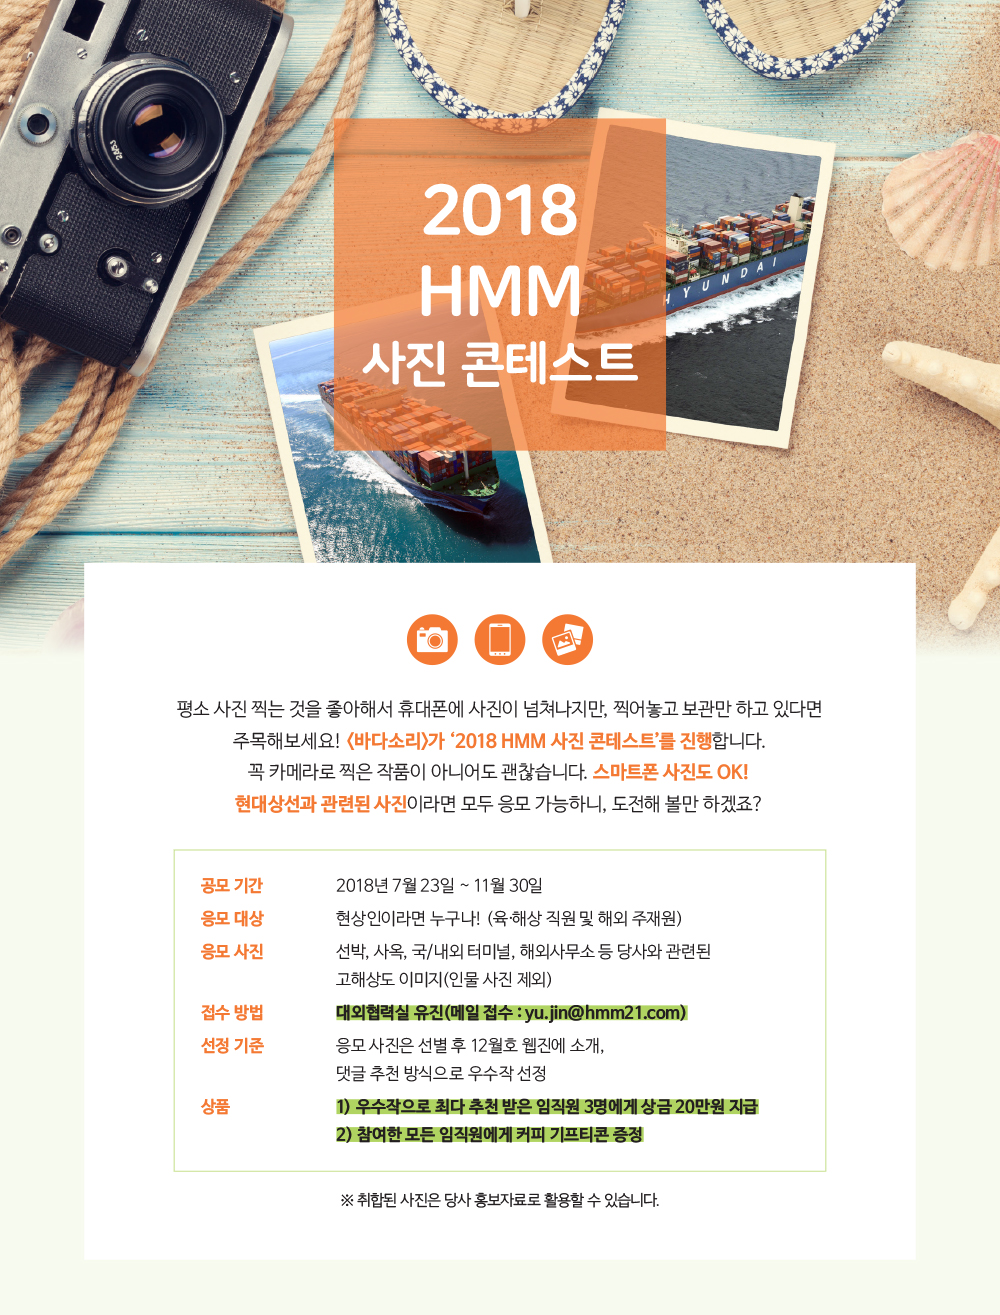 2018
HMM
사진 콘테스트
HYUNDAI
평소 사진 찍는 것을 좋아해서 휴대폰에 사진이 넘쳐나지만, 찍어놓고 보관만 하고 있다면
주목해보세요! <바다소리>가 ‘2018 HMM 사진 콘테스트’를 진행합니다.
꼭 카메라로 찍은 작품이 아니어도 괜찮습니다. 스마트폰 사진도 OK!
현대상선과 관련된 사진이라면 모두 응모 가능하니, 도전해 볼만 하겠죠?
공모 기간 2018년 7월 23일 ~ 11월 30일
응모 대상 현상인이라면 누구나! (육·해상 직원 및 해외 주재원)
응모 사진 선박, 사옥, 국/내외 터미널, 해외사무소 등 당사와 관련된
고해상도 이미지(인물 사진 제외)
접수 방법 대외협력실 유진(메일 접수 : yu.jin@hmm21.com)
선정 기준 응모 사진은 선별 후 12월호 웹진에 소개,
댓글 추천 방식으로 우수작 선정
상품 1) 우수작으로 최다 추천 받은 임직원 3명에게 상금 20만원 지급
2) 참여한 모든 임직원에게 커피 기프티콘 증정
※ 취합된 사진은 당사 홍보자료로 활용할 수 있습니다.